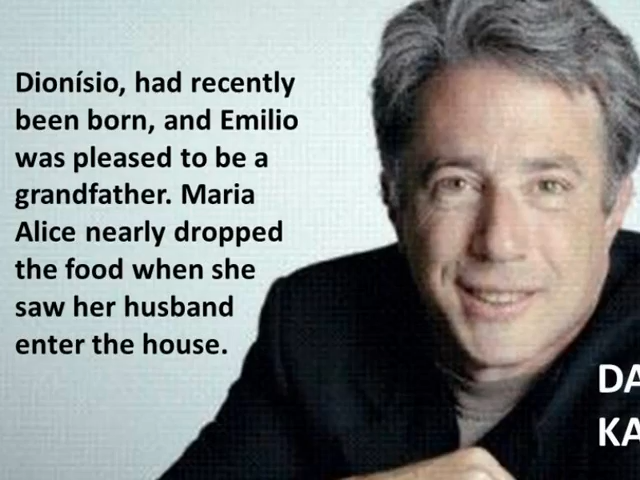 Dionísio, had recently
been born, and Emilio
was pleased to be a
grandfather. Maria
Alice nearly dropped
the food when she
saw her husband
enter the house.
DA
KA